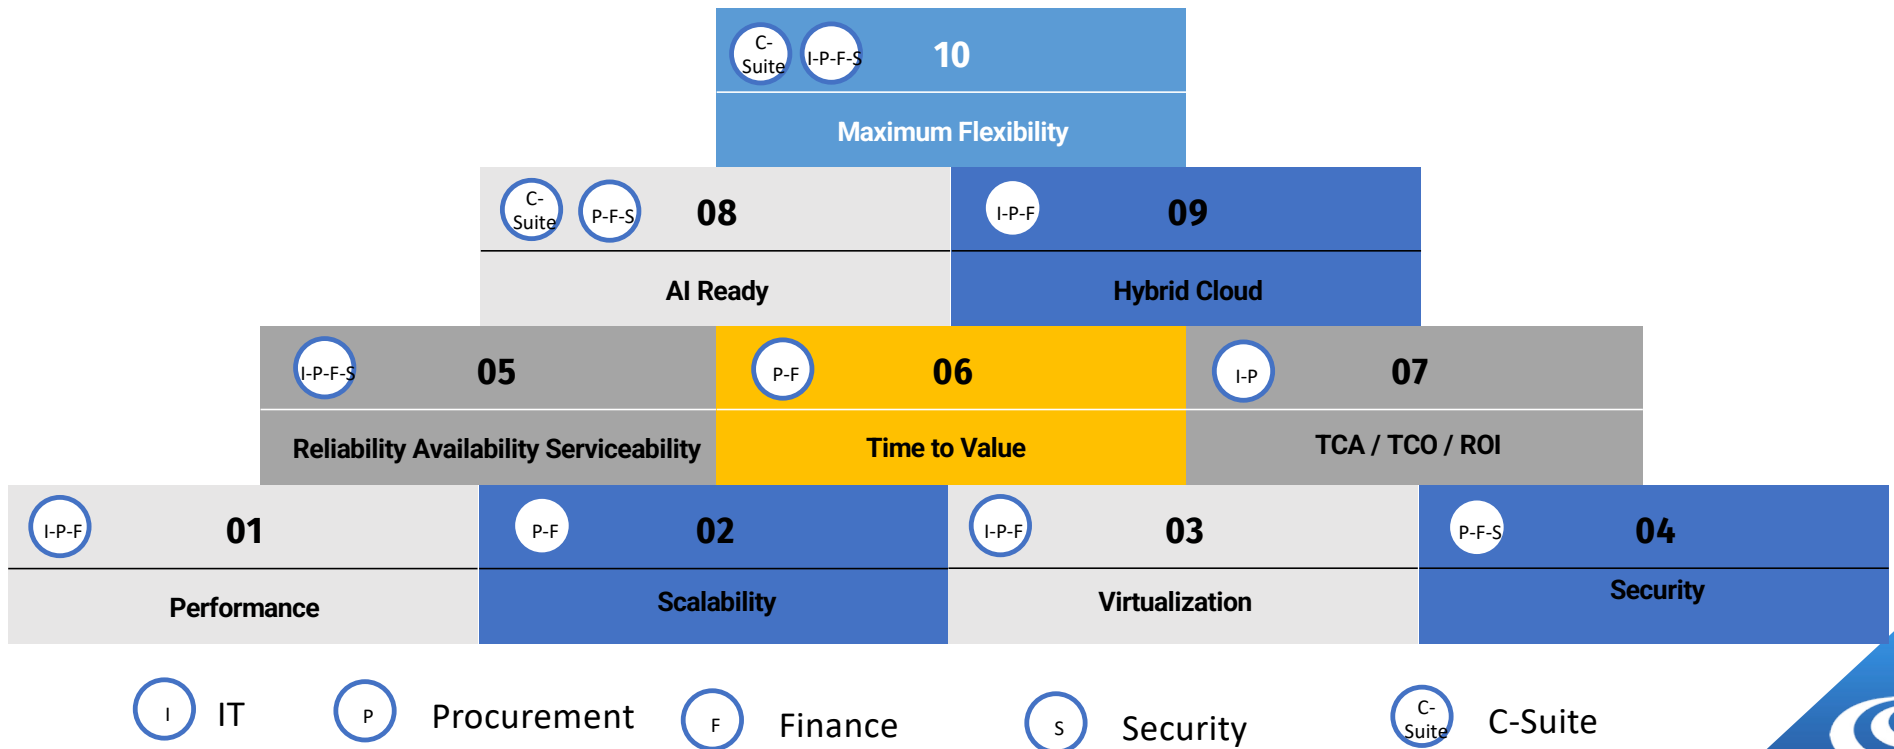 C-
Suite
I-P-F-S
10
Maximum Flexibility
C-
Suite
P-F-S
08
AI Ready
I-P-F
09
Hybrid Cloud
I-P-F-S
05
Reliability Availability Serviceability
P-F
06
Time to Value
I-P
07
TCA / TCO / ROI
I-P-F
01
Performance
P-F
02
Scalability
I-P-F
03
Virtualization
P-F-S
04
Security
I
IT
P
Procurement
F
Finance
S
Security
C-
Suite
C-Suite